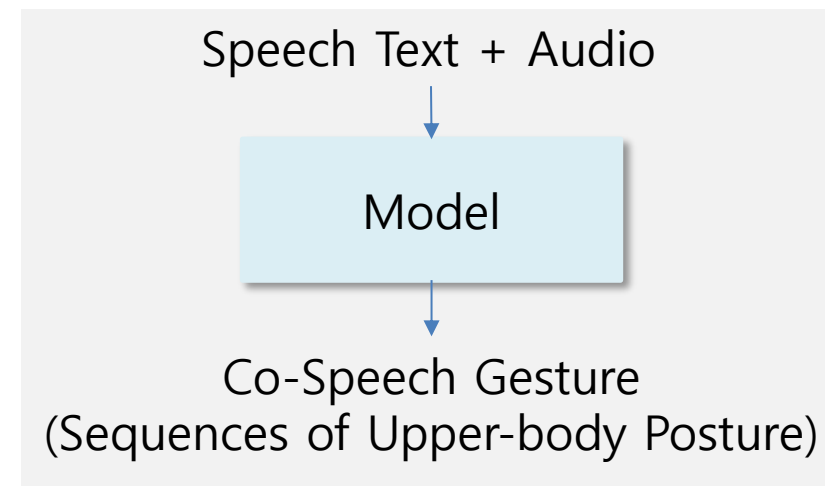 Speech Text + Audio
Model
Co-Speech Gesture
(Sequences of Upper-body Posture)